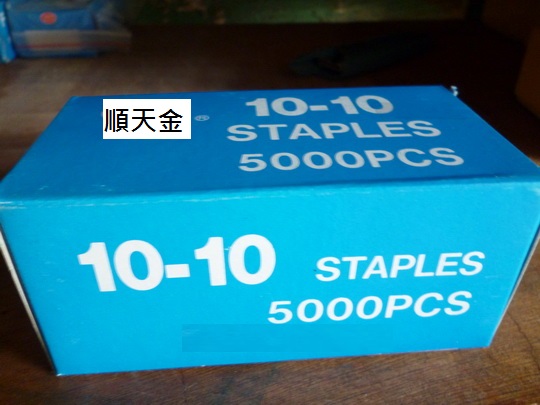 順天金 ® 10-10
STAPLES
5000PCS
10-10 STAPLES
5000PCS